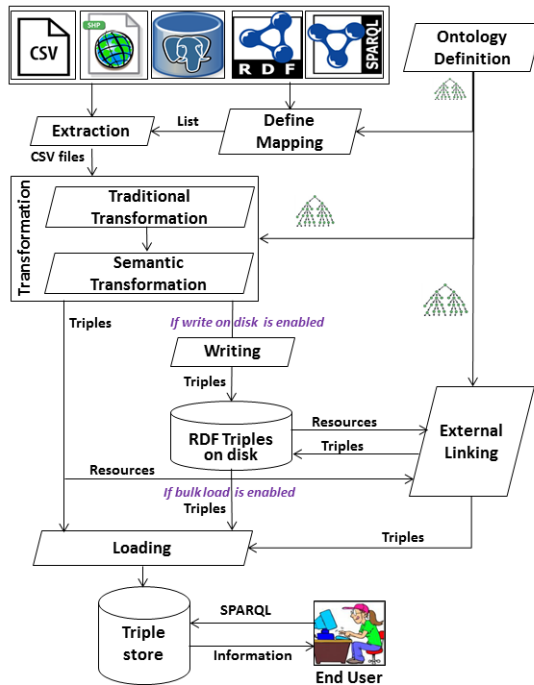 CSV
SHP
RDF
SPARQL
Ontology
Definition
Extraction
List
Define
Mapping
CSV files
Transformation
Traditional
Transformation
Semantic
Transformation
Triples
If write on disk is enabled
Writing
Triples
RDF Triples
on disk
Resources
Triples
External
Linking
Resources
If bulk load is enabled
Triples
Triples
Loading
Triple
store
SPARQL
Information
End User